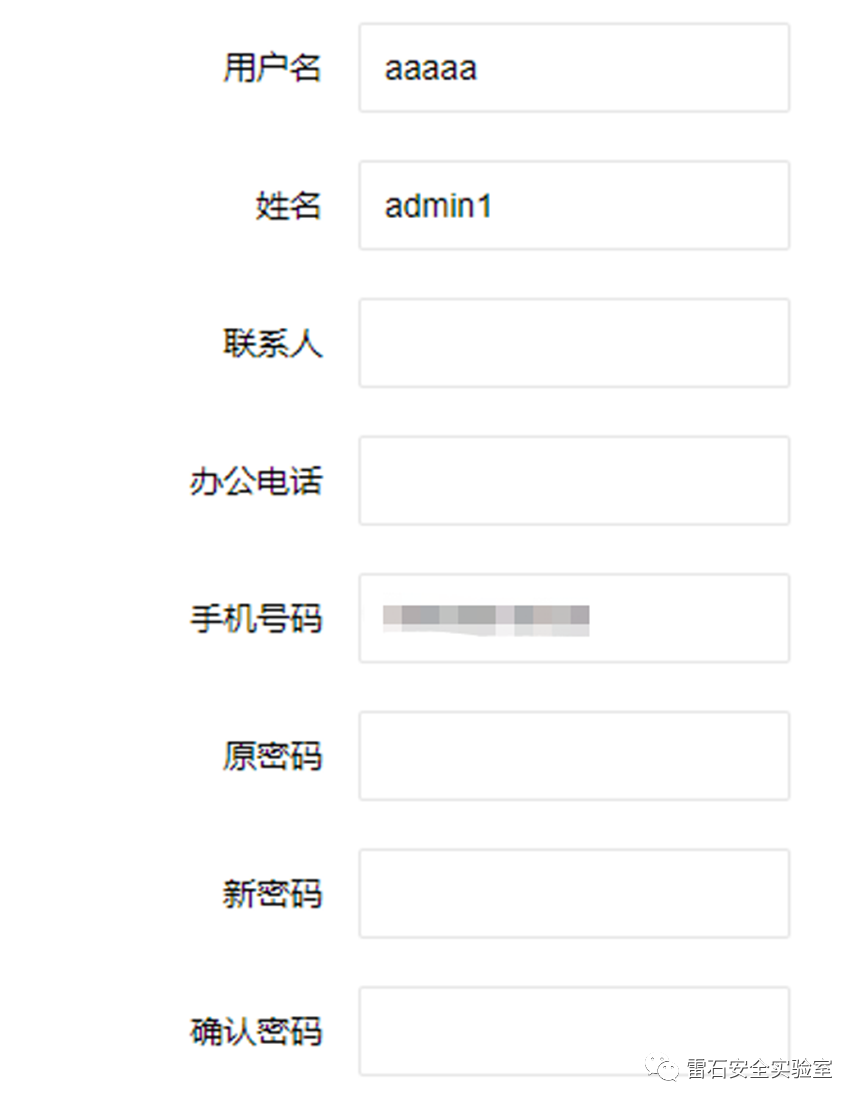 用户名 aaaaa
姓名 admin1
联系人
办公电话
手机号码
原密码
新密码
确认密码
雷石安全实验室